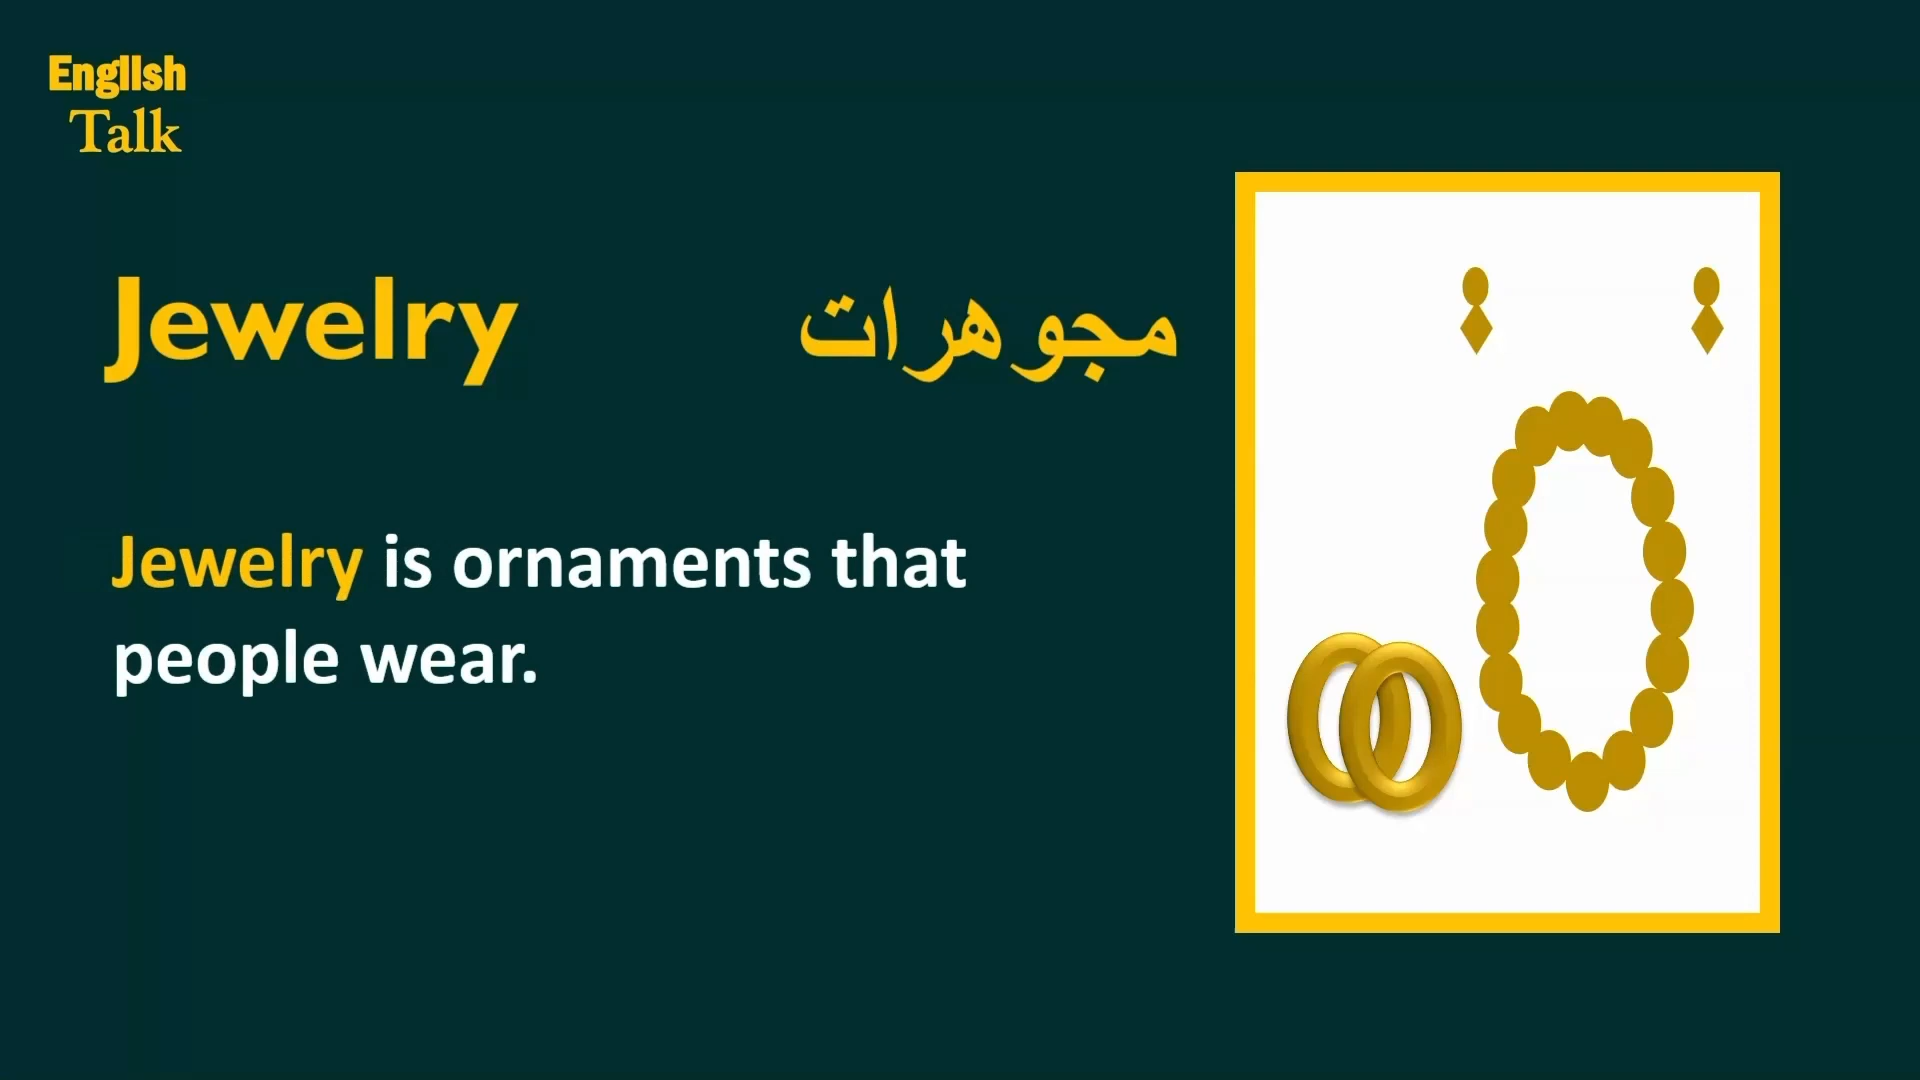 English
Talk
Jewelry
مجوهرات
Jewelry is ornaments that
people wear.